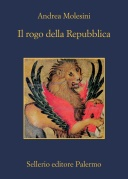 Andrea Molesini
Il rogo della Repubblica
Sellerio editore Palermo